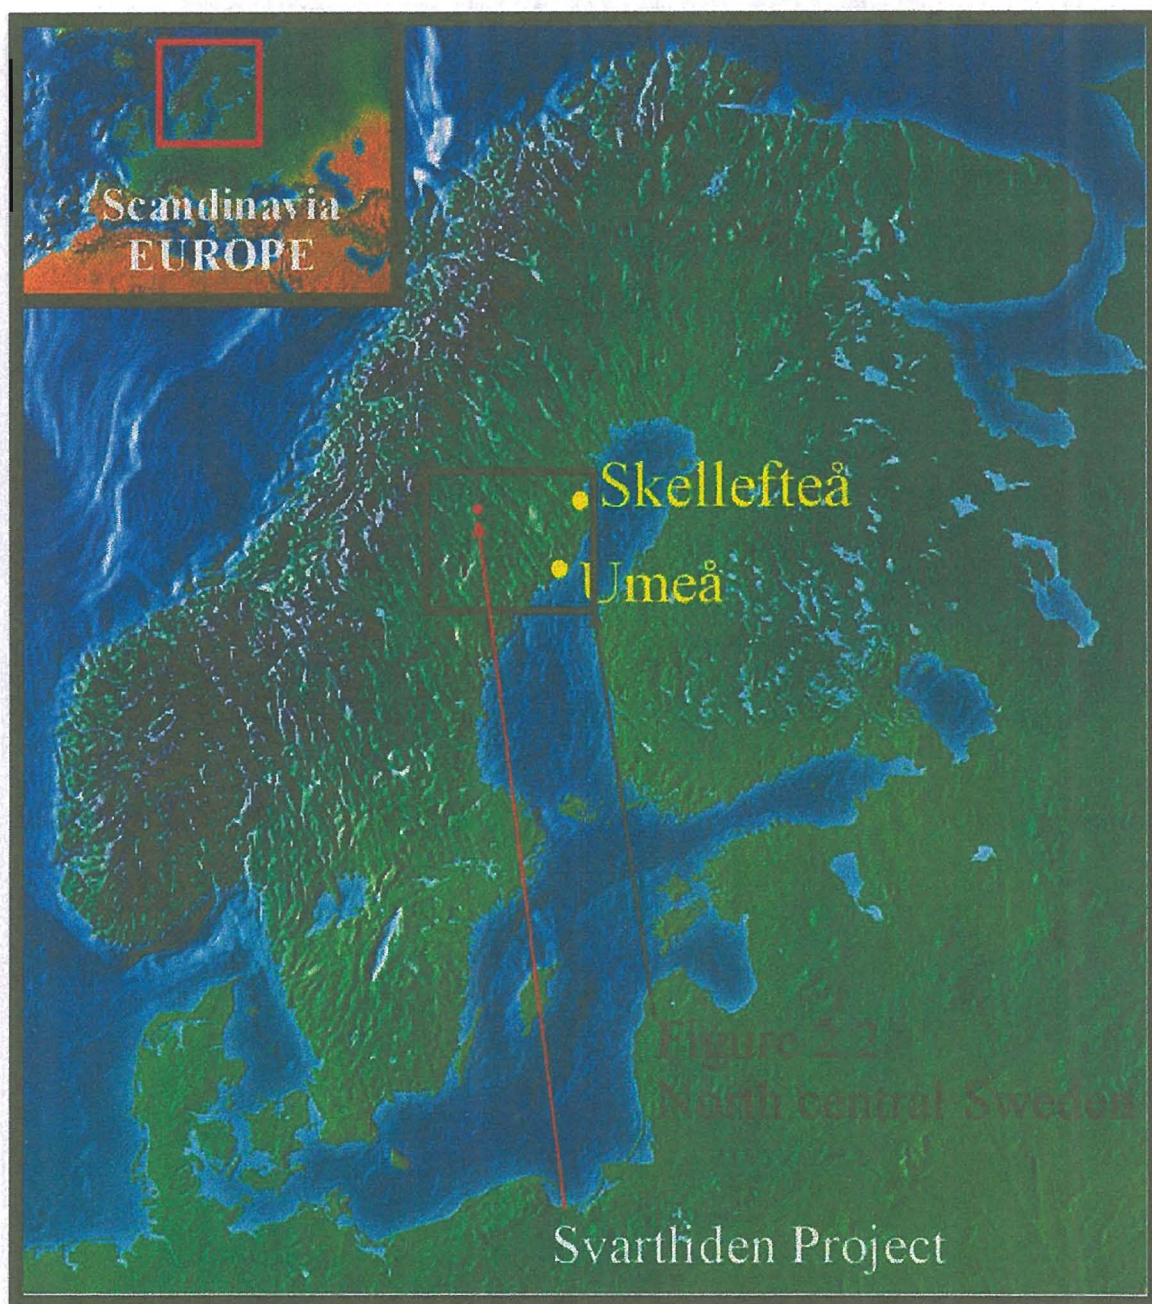 Scandinavia
EUROPE
Skellefteå
Umeå
Figure 2.2
North central Sweden
Svartliden Project